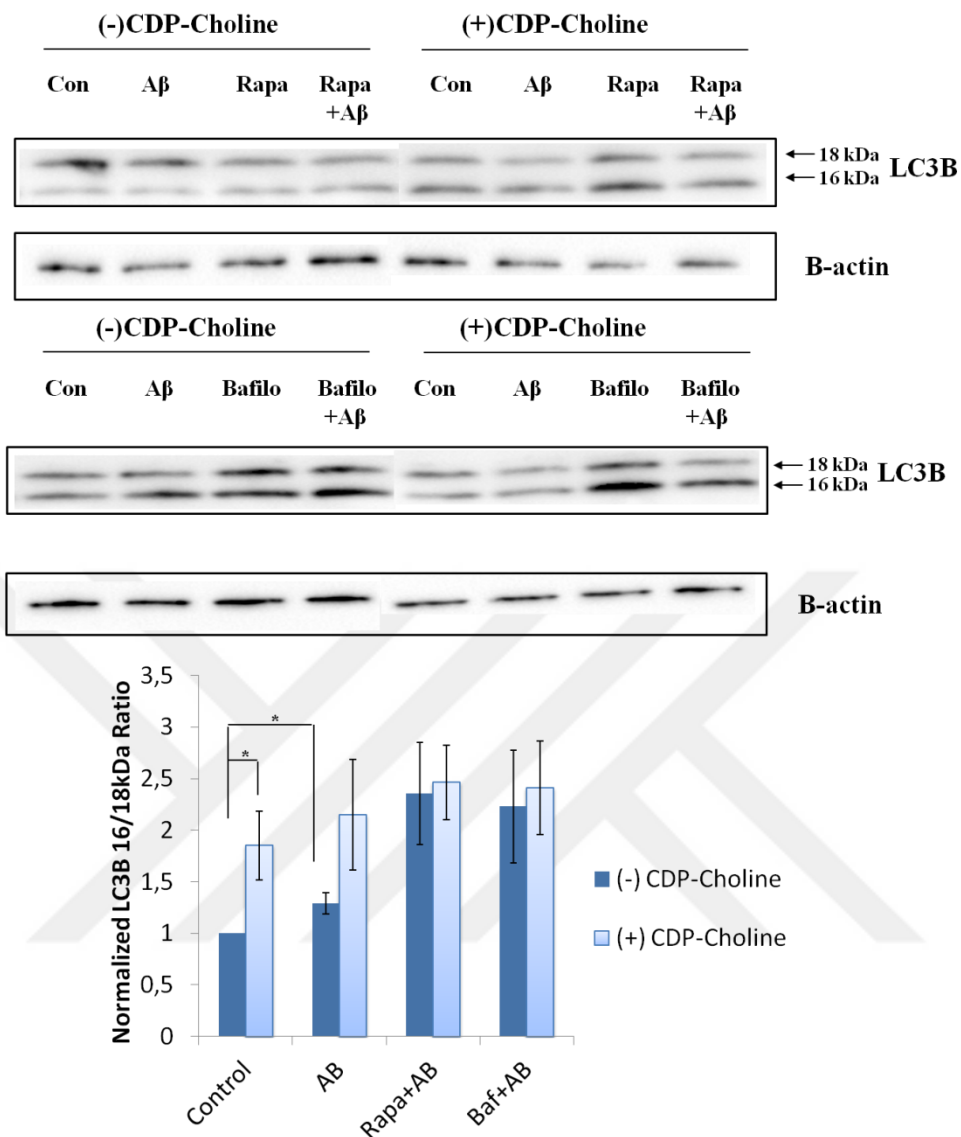 (-)CDP-Choline (+)CDP-Choline
Con Aβ Rapa Rapa +Aβ Con Aβ Rapa Rapa +Aβ
18 kDa
16 kDa
LC3B
B-actin
(-)CDP-Choline (+)CDP-Choline
Con Aβ Bafilo Bafilo +Aβ Con Aβ Bafilo Bafilo +Aβ
18 kDa
16 kDa
LC3B
B-actin
Normalized LC3B 16/18kDa Ratio
3,5
3
2,5
2
1,5
1
0,5
0
*
*
Control AB Rapa+AB Baf+AB
(-) CDP-Choline
(+) CDP-Choline